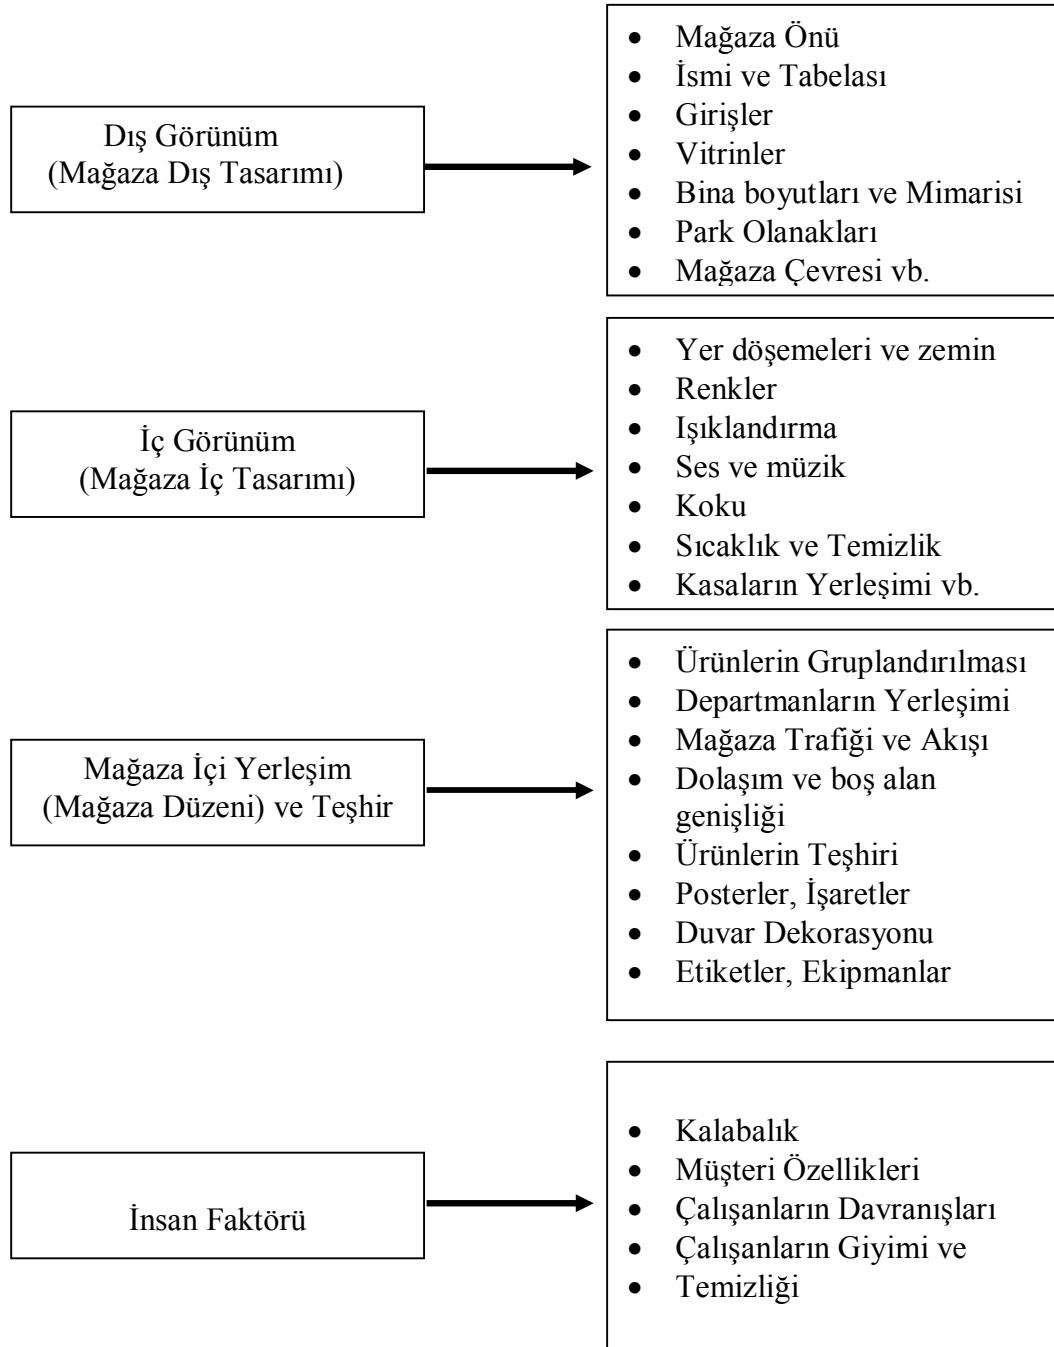 Dış Görünüm
(Mağaza Dış Tasarımı)
• Mağaza Önü
• İsmi ve Tabelası
• Girişler
• Vitrinler
• Bina boyutları ve Mimarisi
• Park Olanakları
• Mağaza Çevresi vb.
İç Görünüm
(Mağaza İç Tasarımı)
• Yer döşemeleri ve zemin
• Renkler
• Işıklandırma
• Ses ve müzik
• Koku
• Sıcaklık ve Temizlik
• Kasaların Yerleşimi vb.
Mağaza İçi Yerleşim
(Mağaza Düzeni) ve Teşhir
• Ürünlerin Gruplandırılması
• Departmanların Yerleşimi
• Mağaza Trafiği ve Akışı
• Dolaşım ve boş alan
genişliği
• Ürünlerin Teşhiri
• Posterler, İşaretler
• Duvar Dekorasyonu
• Etiketler, Ekipmanlar
İnsan Faktörü
• Kalabalık
• Müşteri Özellikleri
• Çalışanların Davranışları
• Çalışanların Giyimi ve
• Temizliği